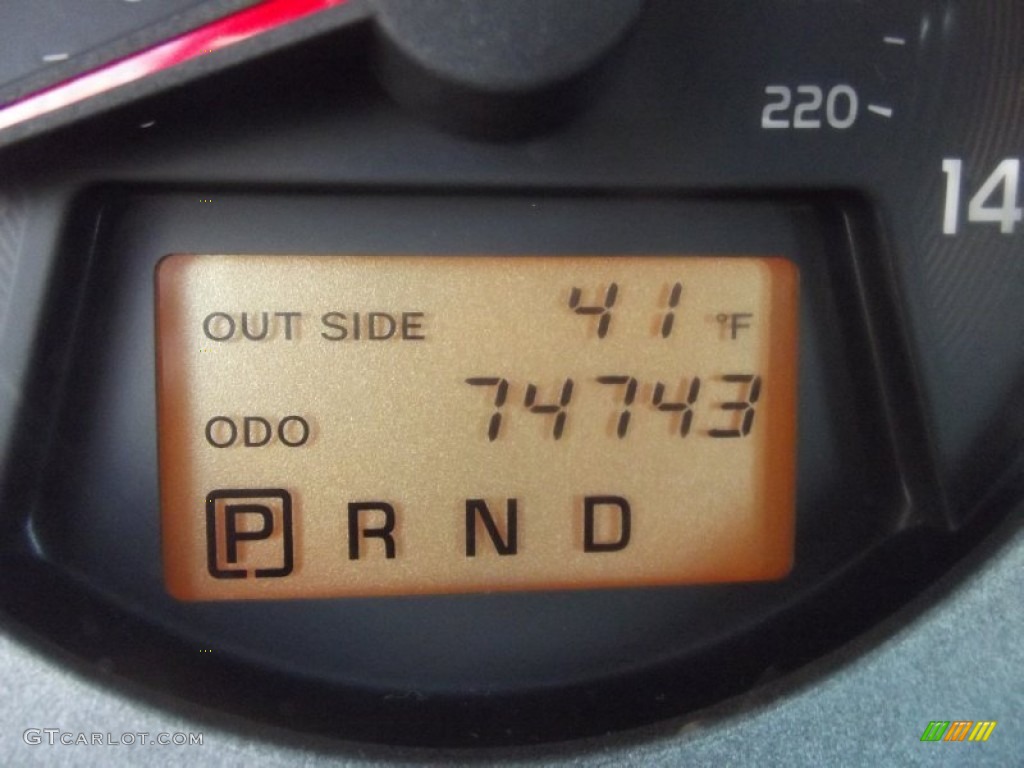 220
14
OUT SIDE 41 °F
ODO 74743
P R N D
GTCARLOT.COM